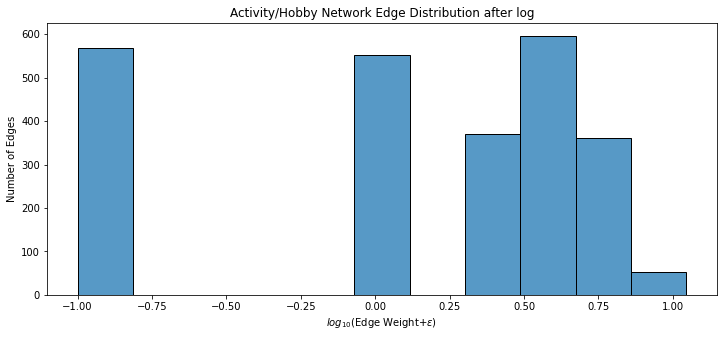 Activity/Hobby Network Edge Distribution after log
Number of Edges
600
500
400
300
200
100
0
−1.00 −0.75 −0.50 −0.25 0.00 0.25 0.50 0.75 1.00
log₁₀(Edge Weight+ε)